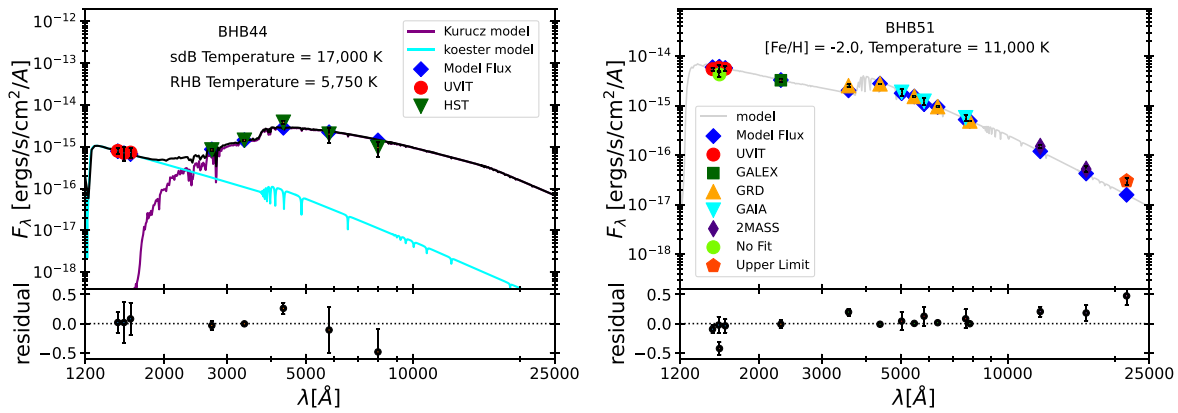 BHB44
sdB Temperature = 17,000 K
RHB Temperature = 5,750 K
Kurucz model
koester model
Model Flux
UVIT
HST
F_λ [ergs/s/cm²/A]
10⁻¹²
10⁻¹³
10⁻¹⁴
10⁻¹⁵
10⁻¹⁶
10⁻¹⁷
10⁻¹⁸
residual
0.5
0.0
−0.5
1200 2000 3000 5000 10000 25000
λ[Å]
BHB51
[Fe/H] = -2.0, Temperature = 11,000 K
model
Model Flux
UVIT
GALEX
GRD
GAIA
2MASS
No Fit
Upper Limit
F_λ [ergs/s/cm²/A]
10⁻¹⁴
10⁻¹⁵
10⁻¹⁶
10⁻¹⁷
10⁻¹⁸
residual
0.5
0.0
−0.5
1200 2000 3000 5000 10000 25000
λ[Å]